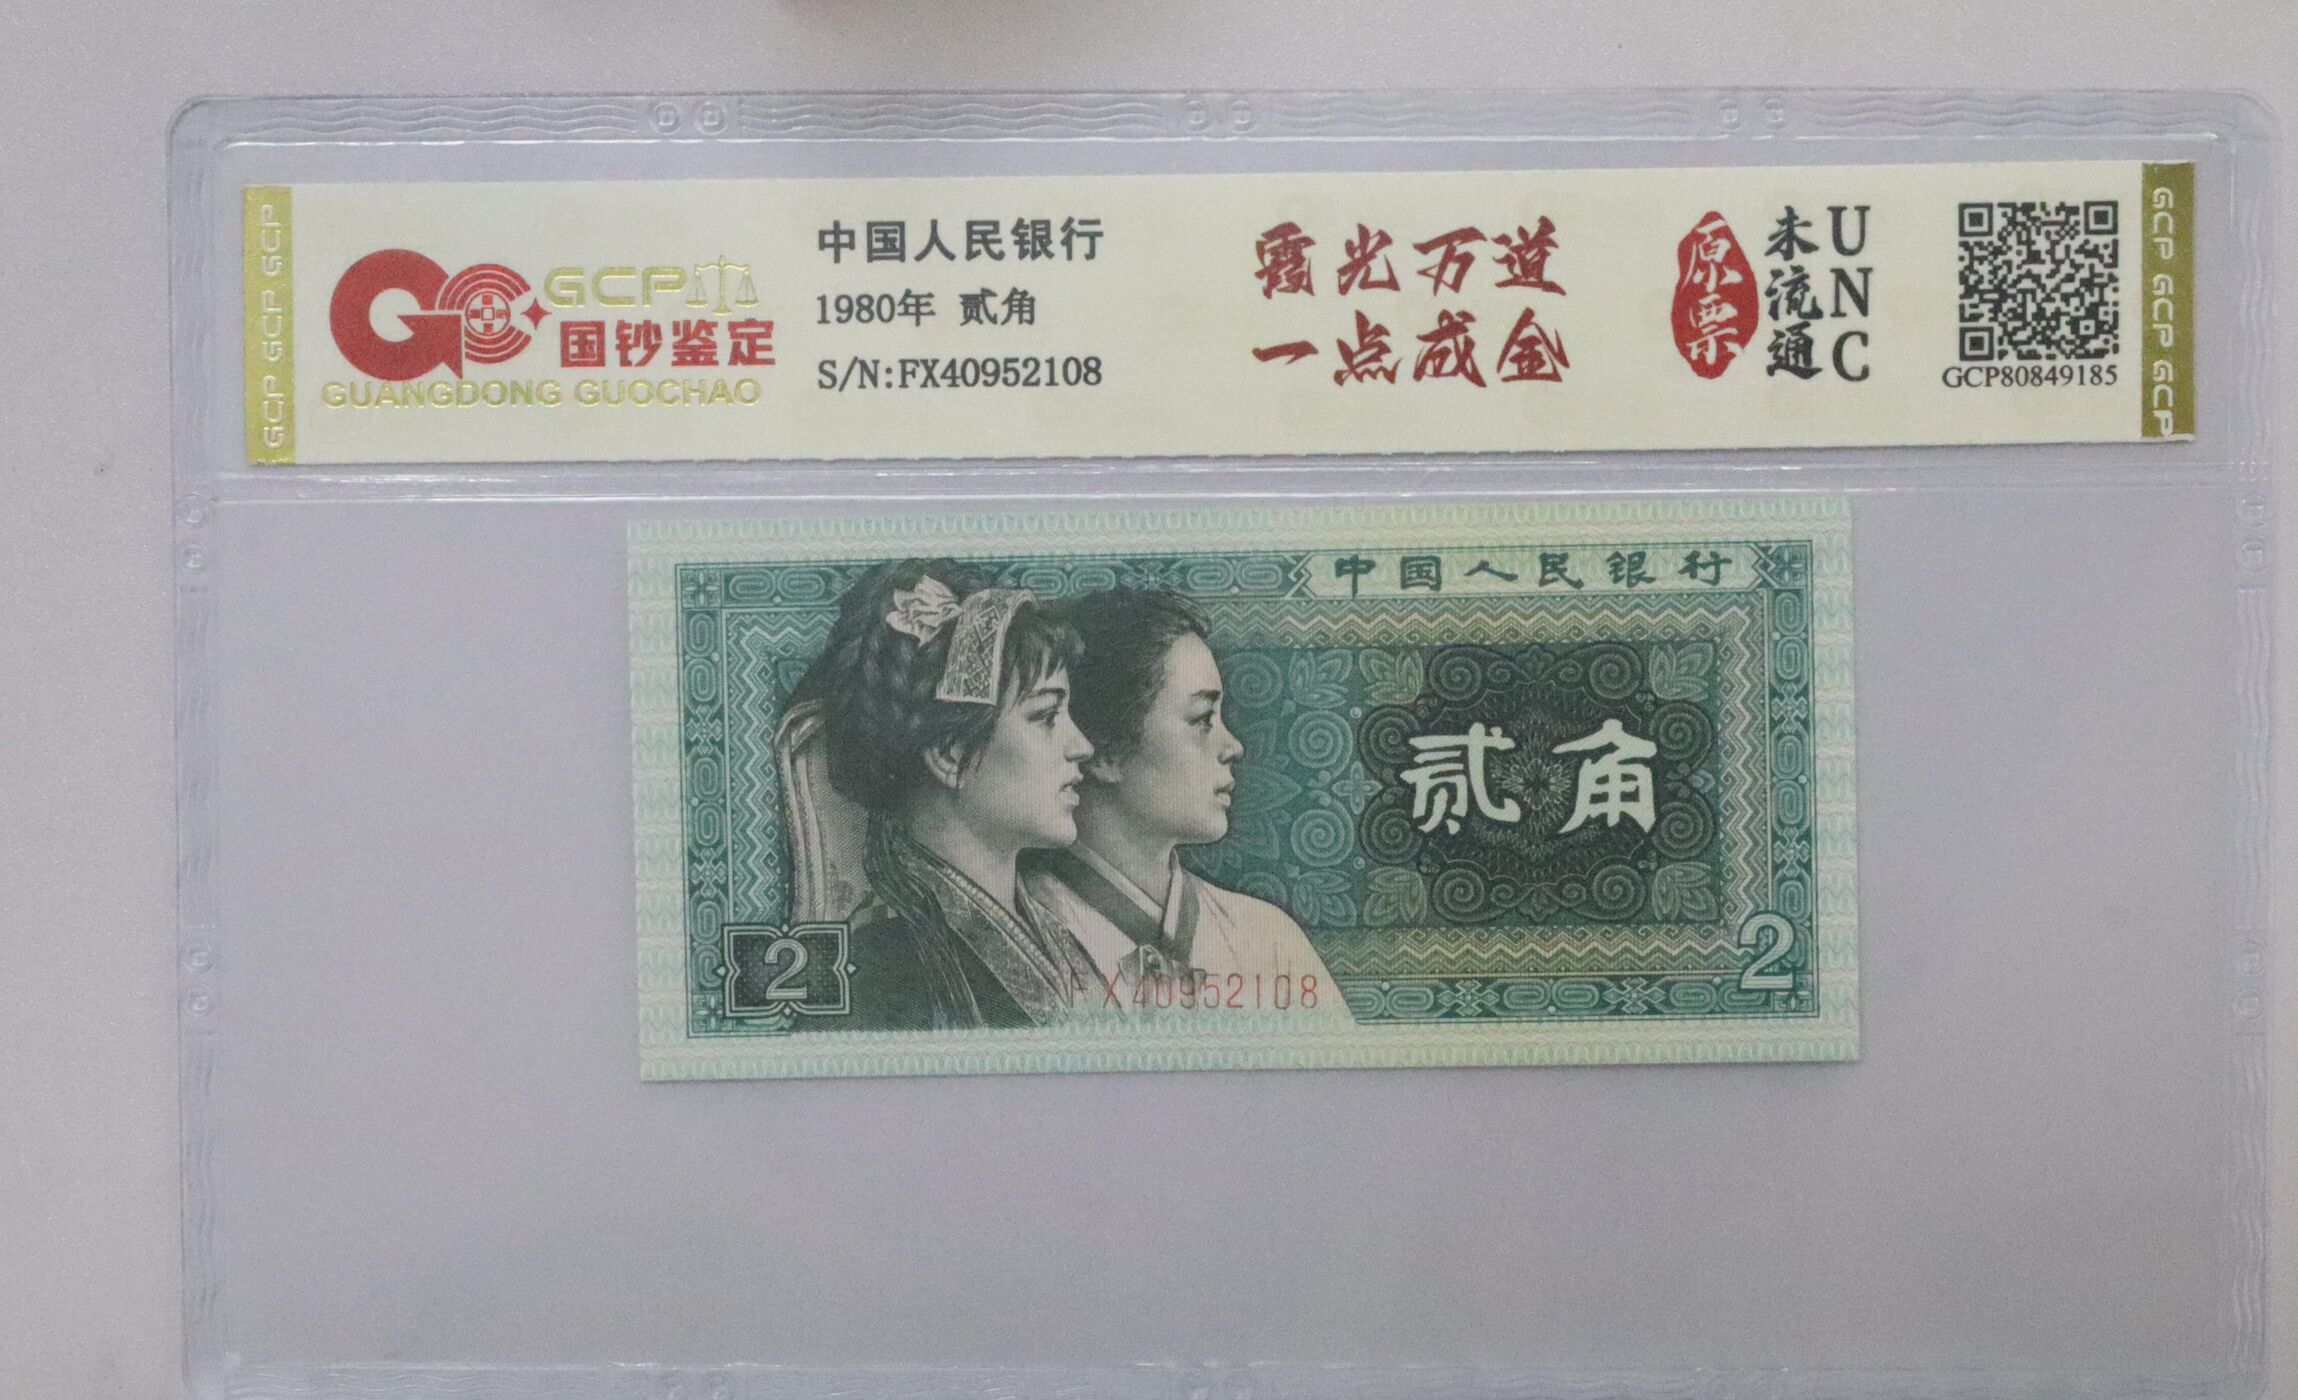 GCP GCP GCP
GCP
国钞鉴定
GUANGDONG GUOCHAO
中国人民银行
1980年 贰角
S/N:FX40952108
霞光万道
一点成金
原票
未流通
UNC
GCP80849185
GCP GCP GCP
中国人民银行
贰角
2
FX40952108
2